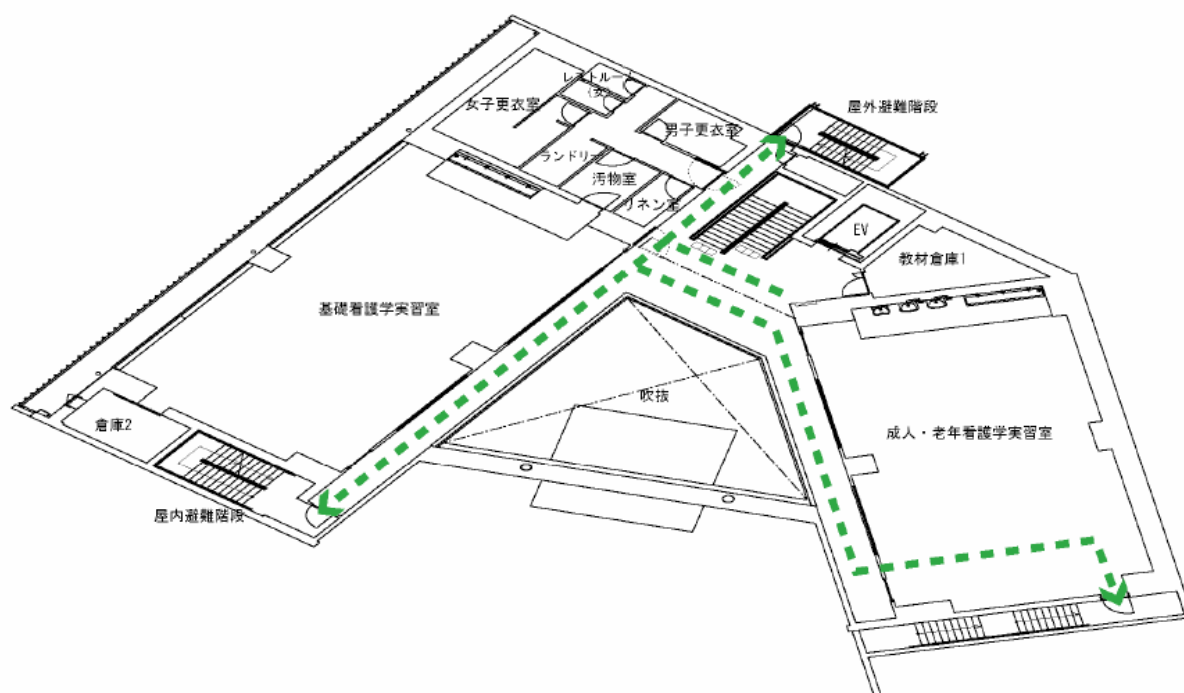 レストルーム
(女)
女子更衣室
男子更衣室
屋外避難階段
ランドリー
汚物室
リネン室
EV
教材倉庫1
基礎看護学実習室
吹抜
倉庫2
成人・老年看護学実習室
屋内避難階段